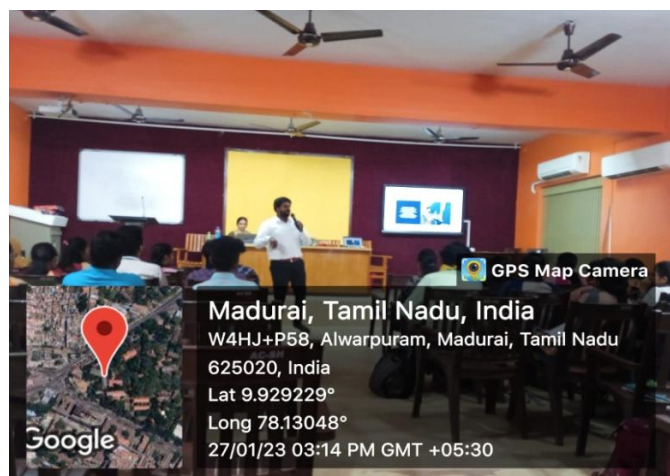 GPS Map Camera
Madurai, Tamil Nadu, India
W4HJ+P58, Alwarpuram, Madurai, Tamil Nadu
625020, India
Lat 9.929229°
Long 78.13048°
27/01/23 03:14 PM GMT +05:30
Google